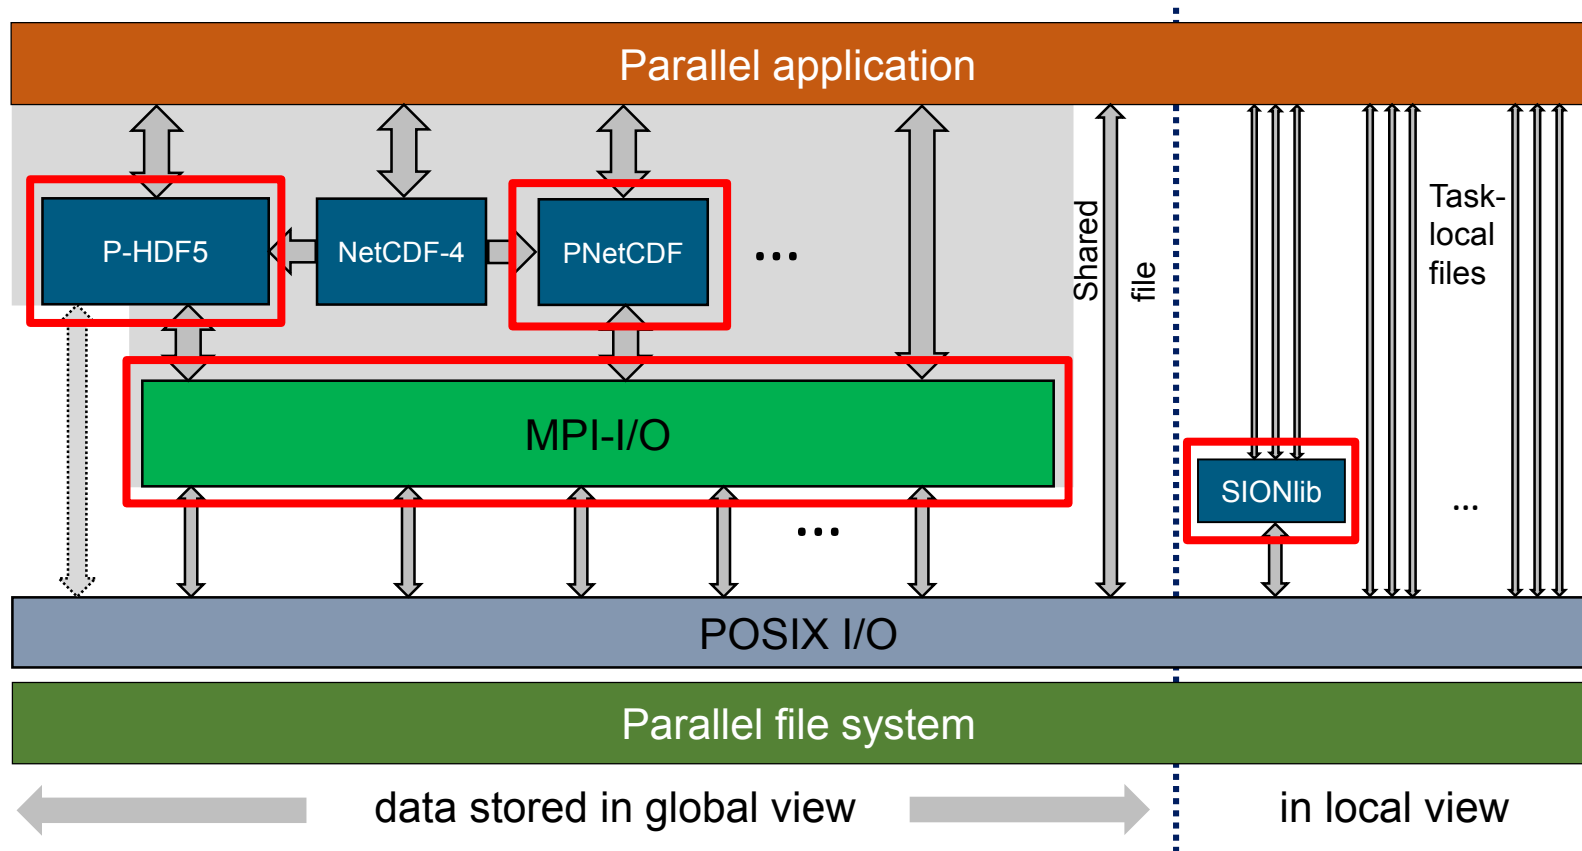 Parallel application
P-HDF5
NetCDF-4
PNetCDF
...
Shared
file
Task-
local
files
MPI-I/O
SIONlib
...
...
POSIX I/O
Parallel file system
data stored in global view
in local view